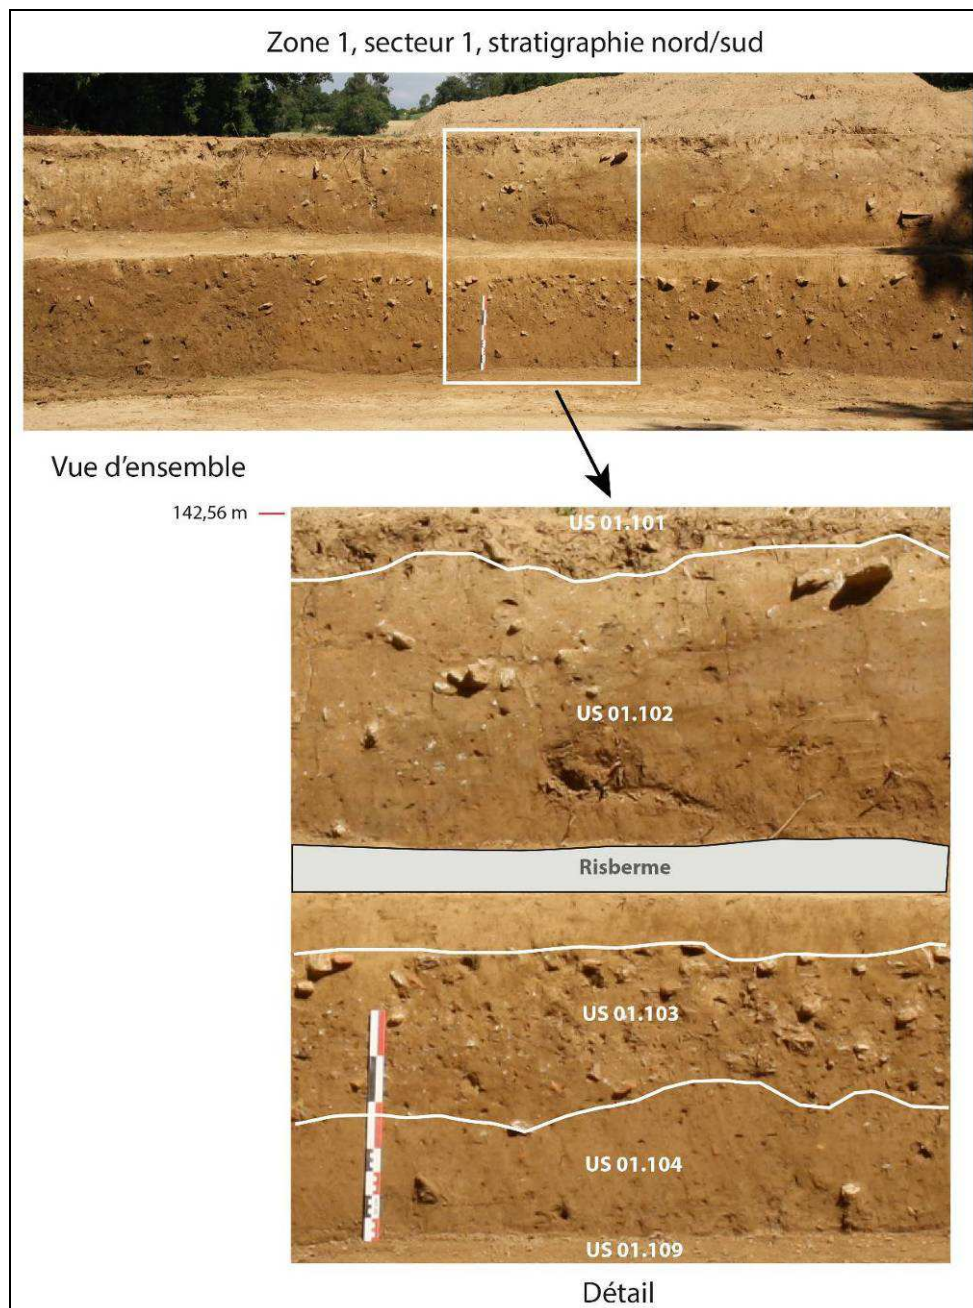 Zone 1, secteur 1, stratigraphie nord/sud
Vue d'ensemble
142,56 m
US 01.101
US 01.102
Risberme
US 01.103
US 01.104
US 01.109
Détail